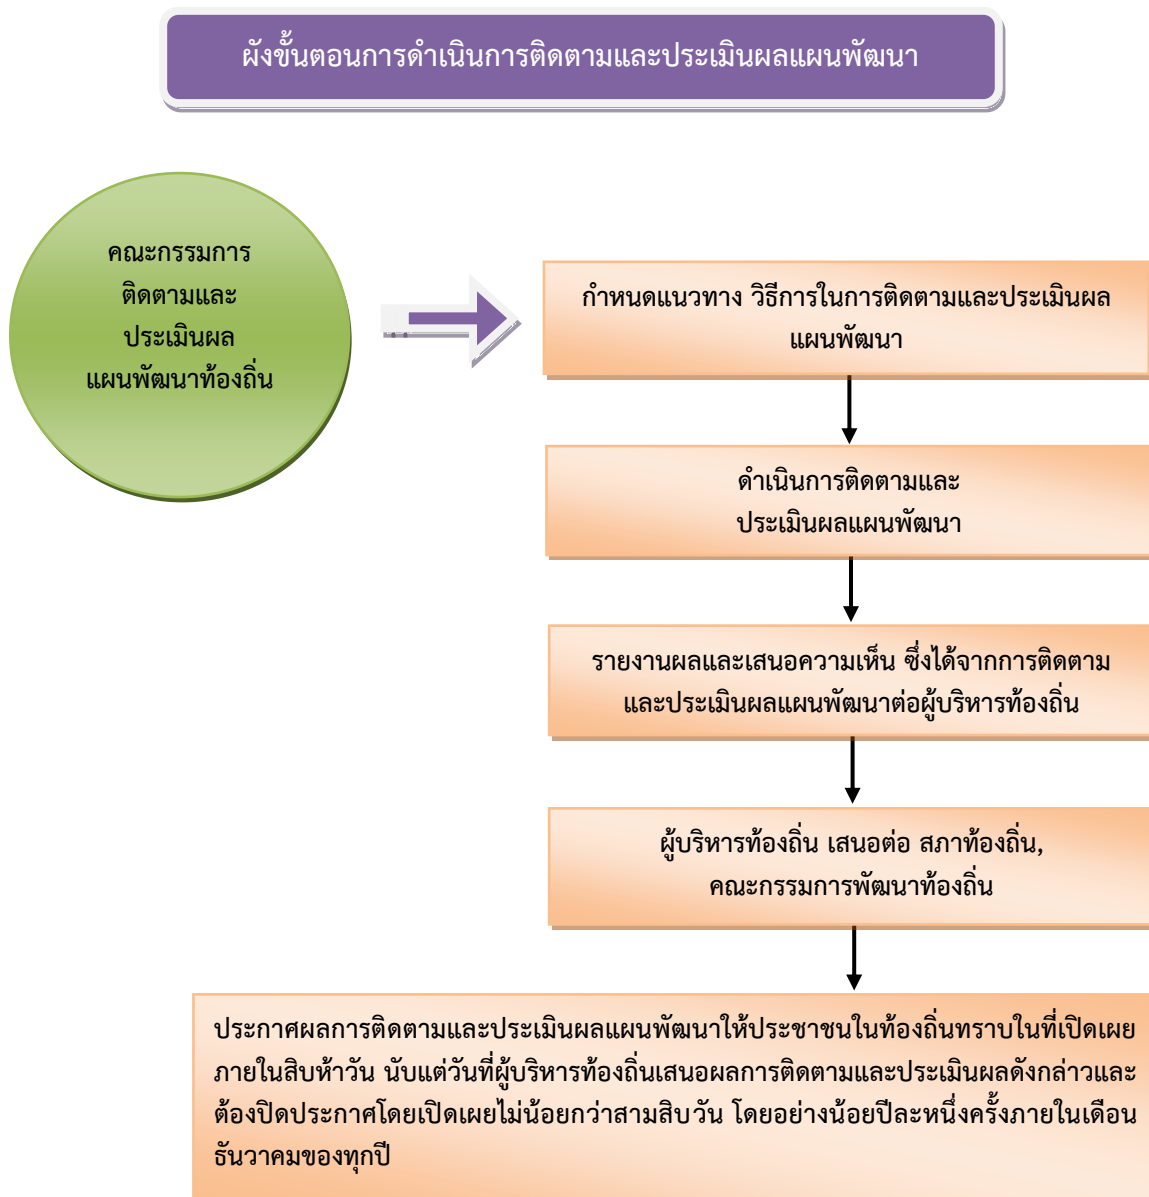 ผังขั้นตอนการดำเนินการติดตามและประเมินผลแผนพัฒนา
คณะกรรมการ
ติดตามและ
ประเมินผล
แผนพัฒนาท้องถิ่น
กำหนดแนวทาง วิธีการในการติดตามและประเมินผล
แผนพัฒนา
ดำเนินการติดตามและ
ประเมินผลแผนพัฒนา
รายงานผลและเสนอความเห็น ซึ่งได้จากการติดตาม
และประเมินผลแผนพัฒนาต่อผู้บริหารท้องถิ่น
ผู้บริหารท้องถิ่น เสนอต่อ สภาท้องถิ่น,
คณะกรรมการพัฒนาท้องถิ่น
ประกาศผลการติดตามและประเมินผลแผนพัฒนาให้ประชาชนในท้องถิ่นทราบในที่เปิดเผย
ภายในสิบห้าวัน นับแต่วันที่ผู้บริหารท้องถิ่นเสนอผลการติดตามและประเมินผลดังกล่าวและ
ต้องปิดประกาศโดยเปิดเผยไม่น้อยกว่าสามสิบวัน โดยอย่างน้อยปีละหนึ่งครั้งภายในเดือน
ธันวาคมของทุกปี